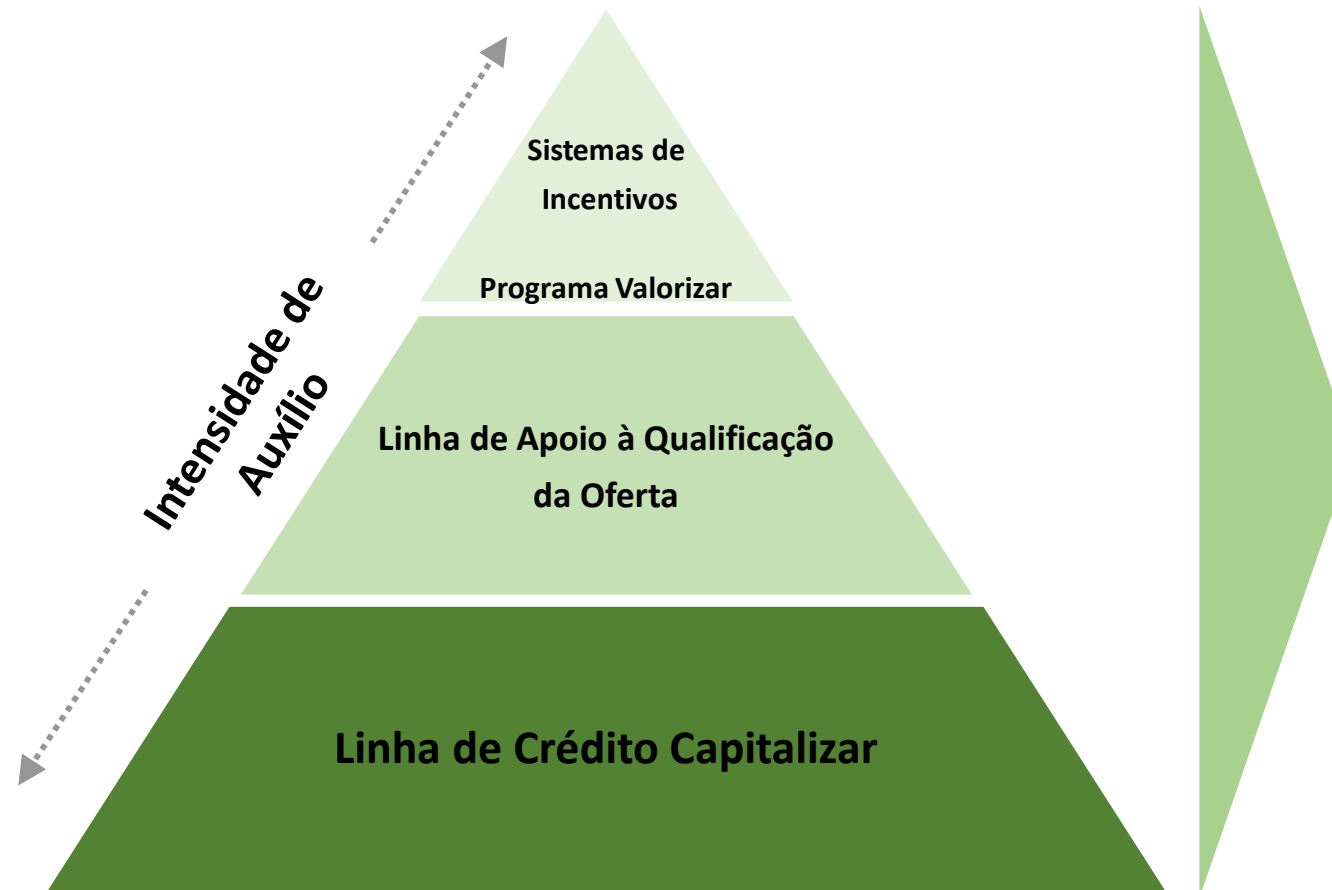 Sistemas de
Incentivos
Programa Valorizar
Intensidade de
Auxílio
Linha de Apoio à Qualificação
da Oferta
Linha de Crédito Capitalizar